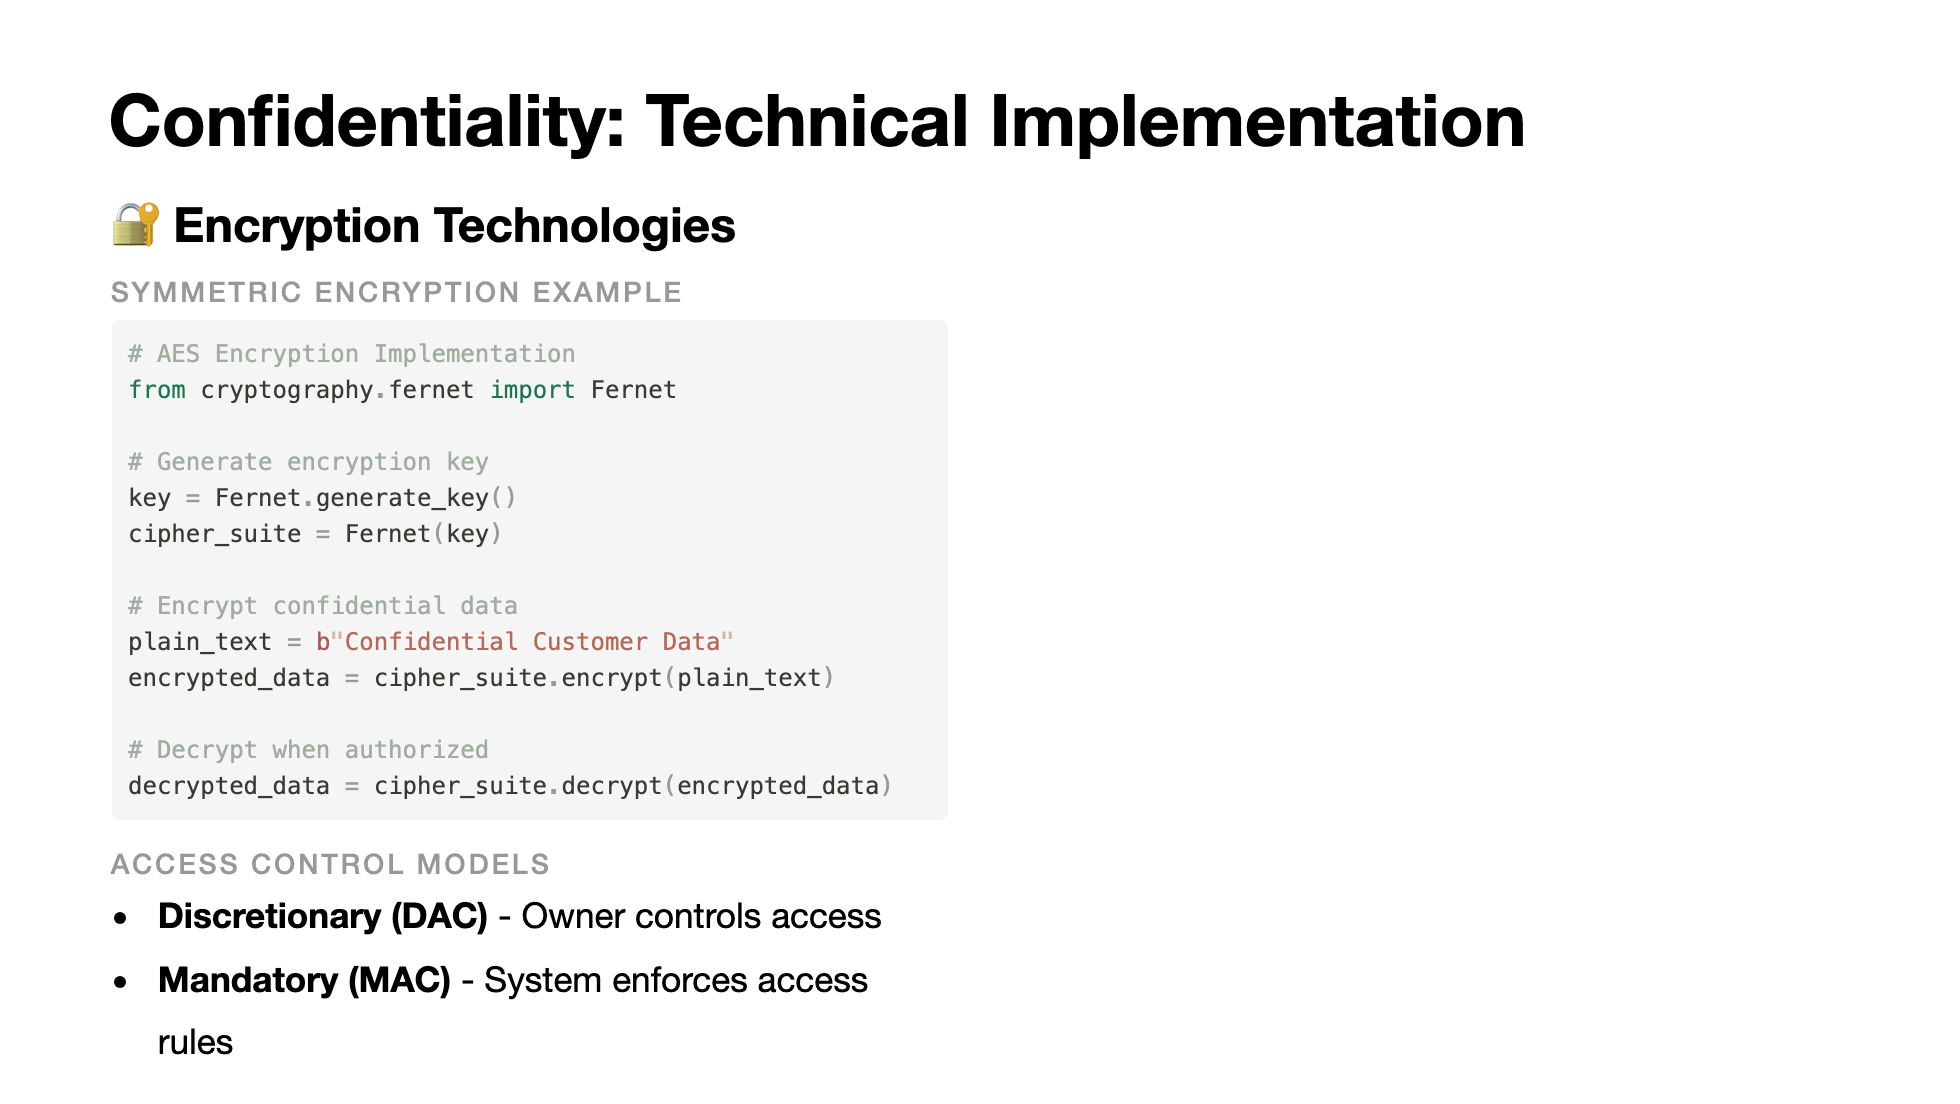 Confidentiality: Technical Implementation
🔐 Encryption Technologies
SYMMETRIC ENCRYPTION EXAMPLE
# AES Encryption Implementation
from cryptography.fernet import Fernet
# Generate encryption key
key = Fernet.generate_key()
cipher_suite = Fernet(key)
# Encrypt confidential data
plain_text = b"Confidential Customer Data"
encrypted_data = cipher_suite.encrypt(plain_text)
# Decrypt when authorized
decrypted_data = cipher_suite.decrypt(encrypted_data)
ACCESS CONTROL MODELS
• Discretionary (DAC) - Owner controls access
• Mandatory (MAC) - System enforces access
rules